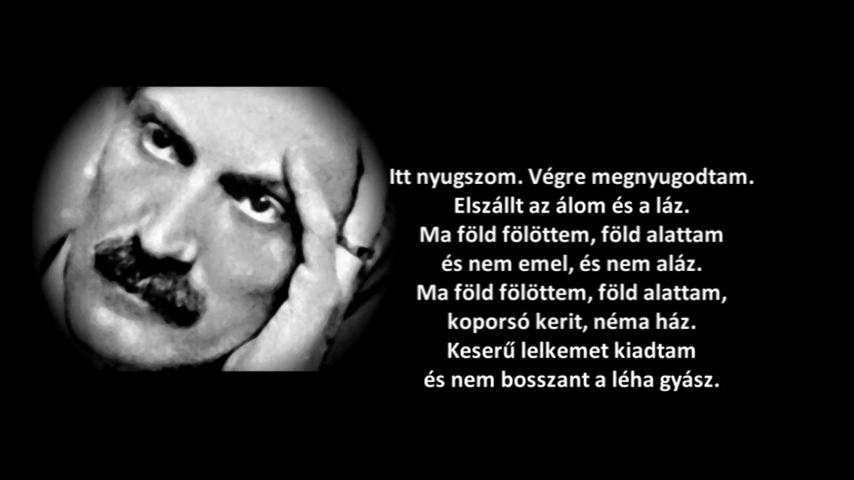 Itt nyugszom. Végre megnyugodtam.
Elszállt az álom és a láz.
Ma föld fölöttem, föld alattam
és nem emel, és nem aláz.
Ma föld fölöttem, föld alattam,
koporsó kerit, néma ház.
Keserű lelkemet kiadtam
és nem bosszant a léha gyász.